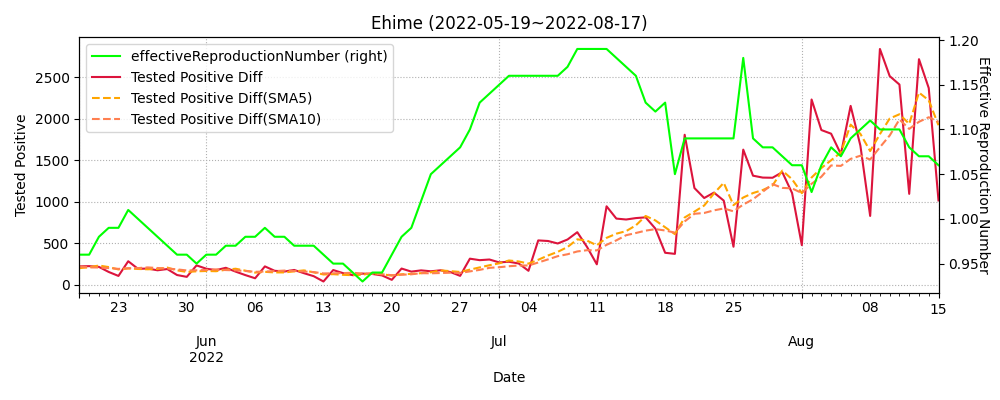 Ehime (2022-05-19~2022-08-17)
effectiveReproductionNumber (right)
Tested Positive Diff
Tested Positive Diff(SMA5)
Tested Positive Diff(SMA10)
Tested Positive
2500
2000
1500
1000
500
0
1.20
1.15
1.10
1.05
1.00
0.95
Effective Reproduction Number
23 30 06 13 20 27 04 11 18 25 08 15
Jun Jul Aug
2022
Date